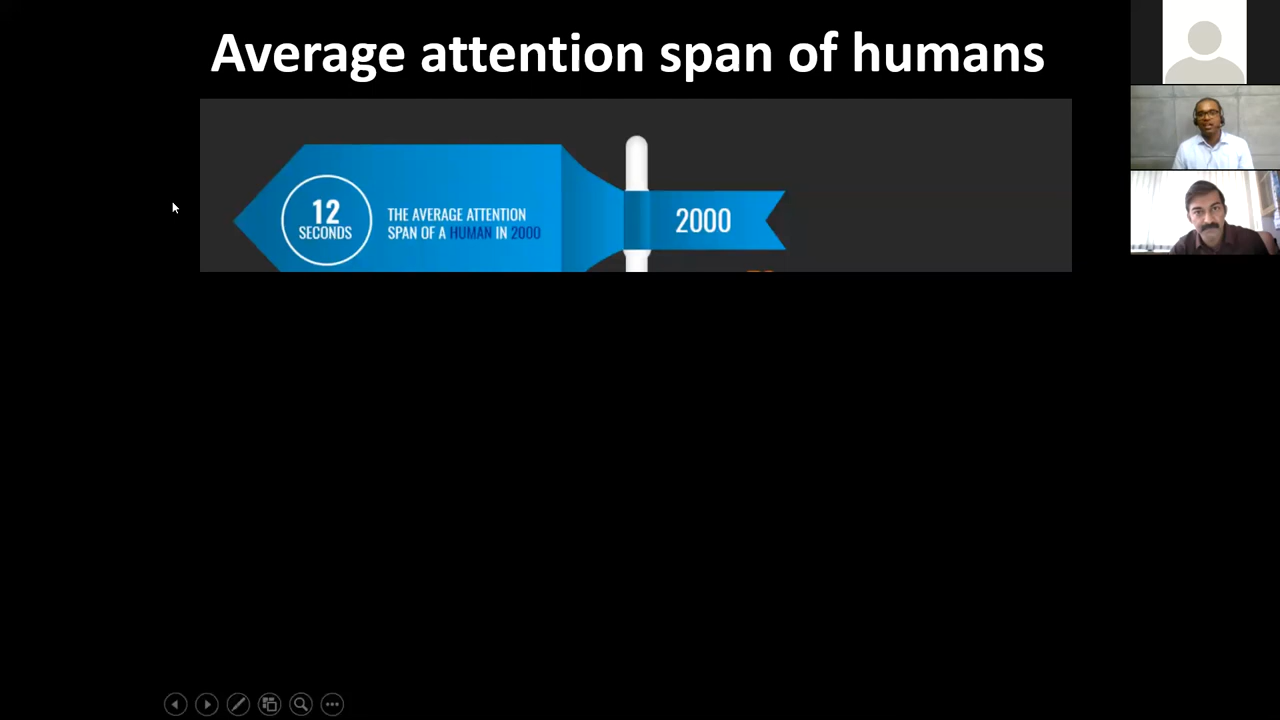 Average attention span of humans
12
SECONDS
THE AVERAGE ATTENTION
SPAN OF A HUMAN IN 2000
2000